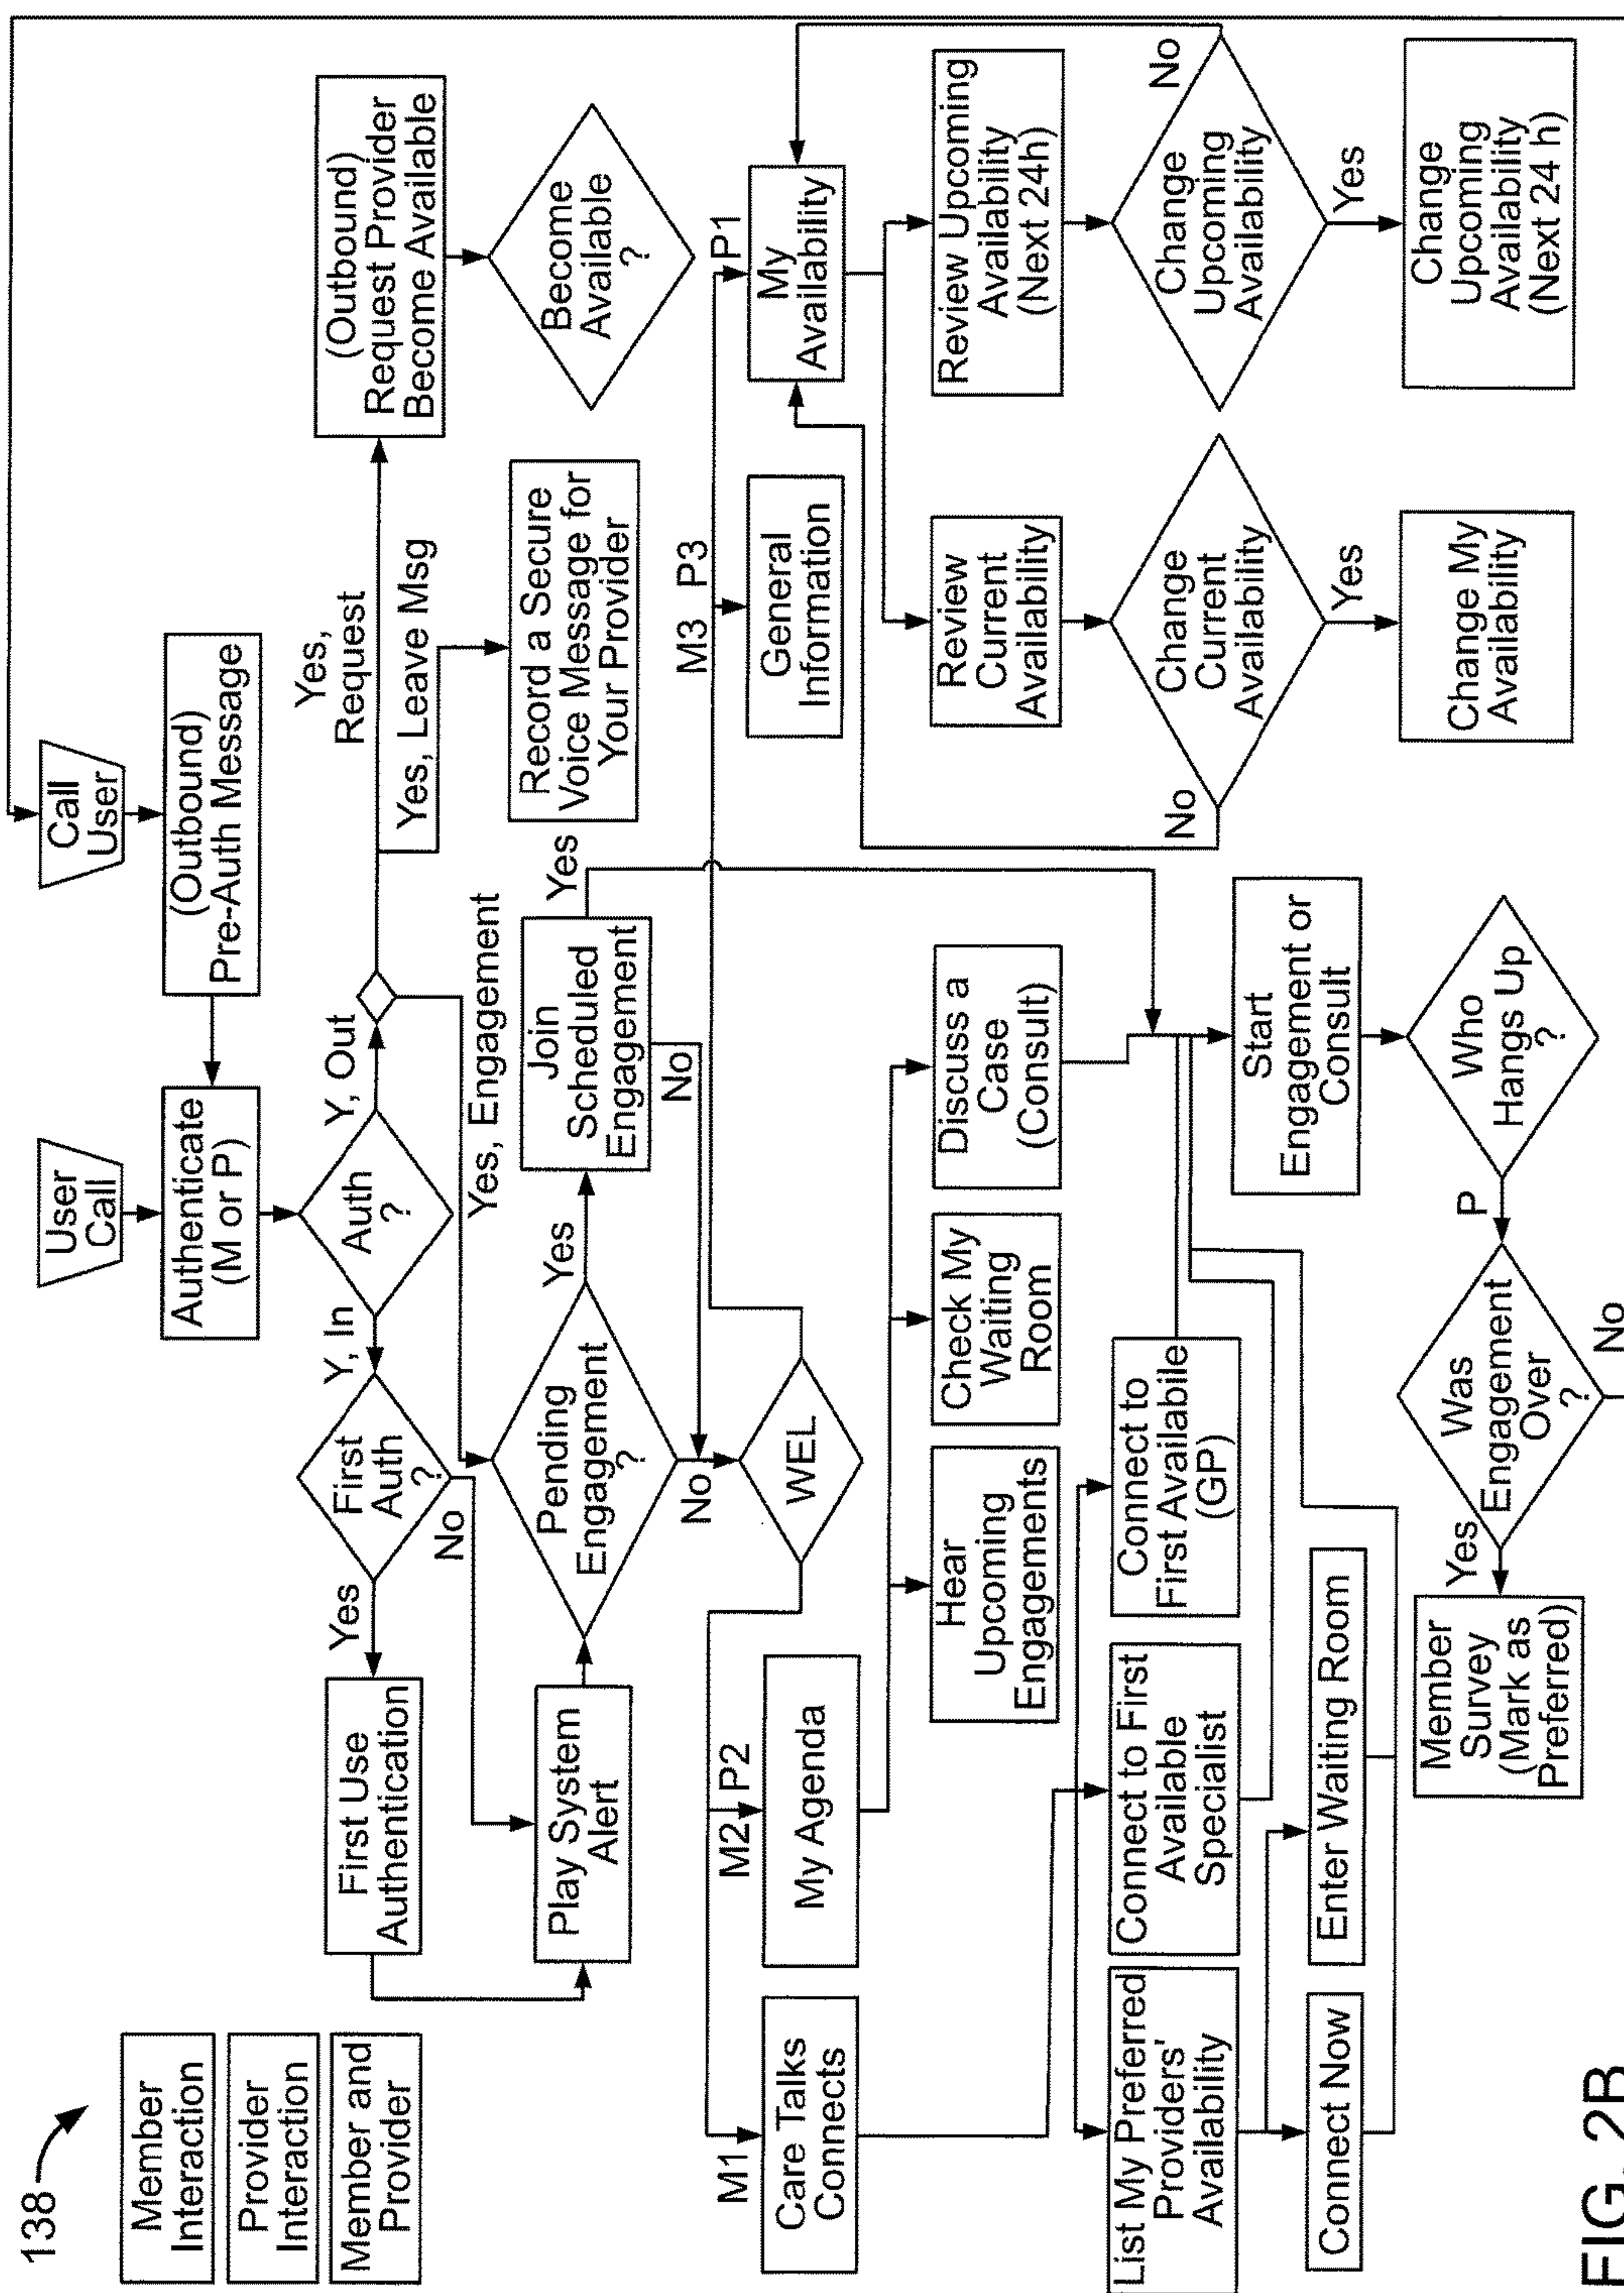 138
Member
Interaction
Provider
Interaction
Member and
Provider
User
Call
Call
User
Authenticate
(M or P)
(Outbound)
Pre-Auth Message
Auth
?
Y, In
Y, Out
First
Auth
?
Yes
No
First Use
Authentication
Yes,
Request
Yes, Leave Msg
Yes, Engagement
(Outbound)
Request Provider
Become Available
Become
Available
?
Record a Secure
Voice Message for
Your Provider
Play System
Alert
Pending
Engagement
?
Yes
No
Join
Scheduled
Engagement
Yes
No
WEL
M1
M2 P2
M3 P3
P1
Care Talks
Connects
My Agenda
General
Information
My
Availability
Hear
Upcoming
Engagements
Check My
Waiting
Room
Discuss a
Case
(Consult)
Review
Current
Availability
Review Upcoming
Availability
(Next 24h)
List My Preferred
Providers'
Availability
Connect to First
Available
Specialist
Connect to
First Availabile
(GP)
Change
Current
Availability
No
Yes
Change
Upcoming
Availability
No
Yes
Connect Now
Enter Waiting Room
Start
Engagement or
Consult
Change My
Availability
Change
Upcoming
Availability
(Next 24 h)
Who
Hangs Up
?
P
Was
Engagement
Over
?
Yes
No
Member
Survey
(Mark as
Preferred)
FIG. 2B